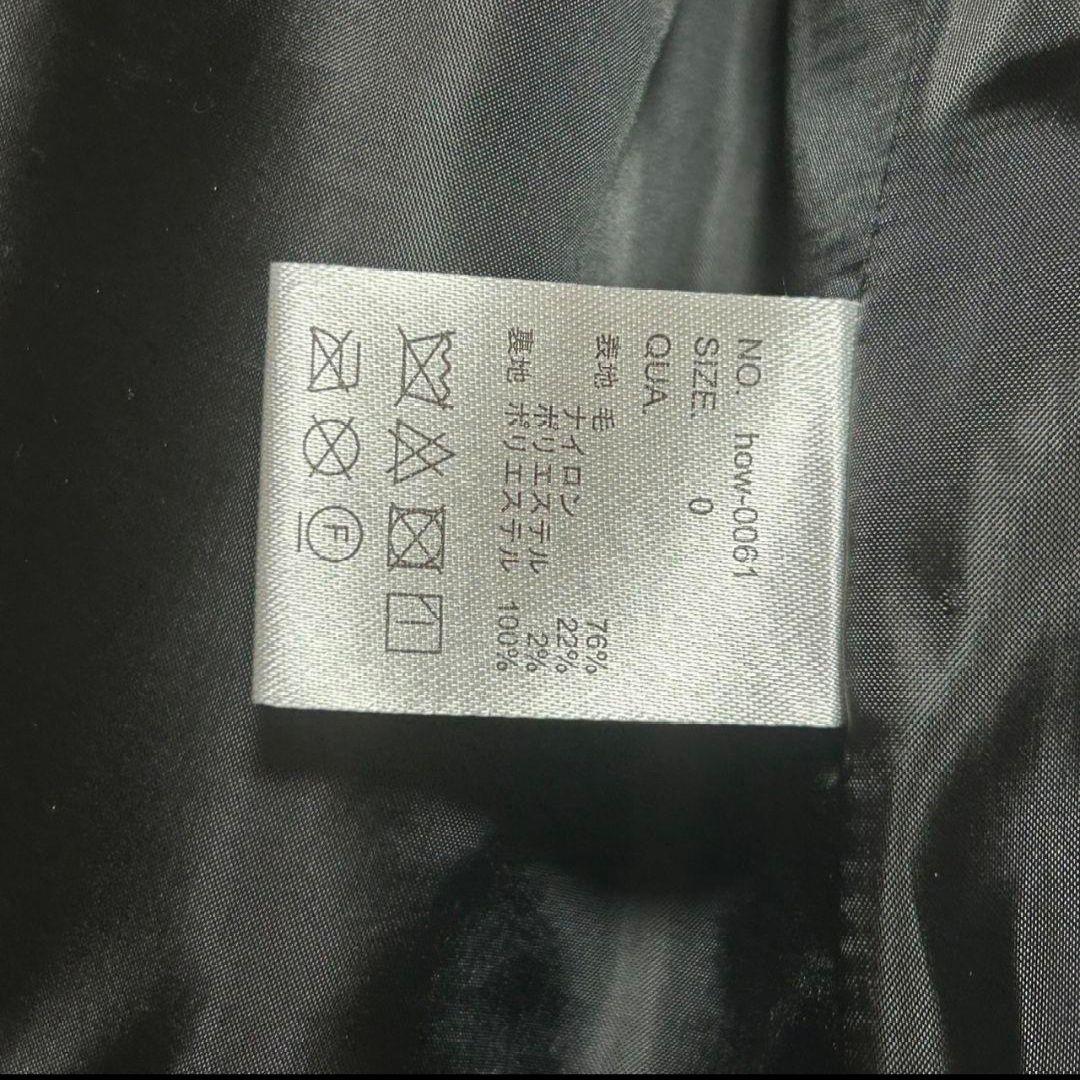 NO. how-0061
SIZE. 0
QUA.
表地 毛 76%
ナイロン 22%
ポリエステル 2%
裏地 ポリエステル 100%
F